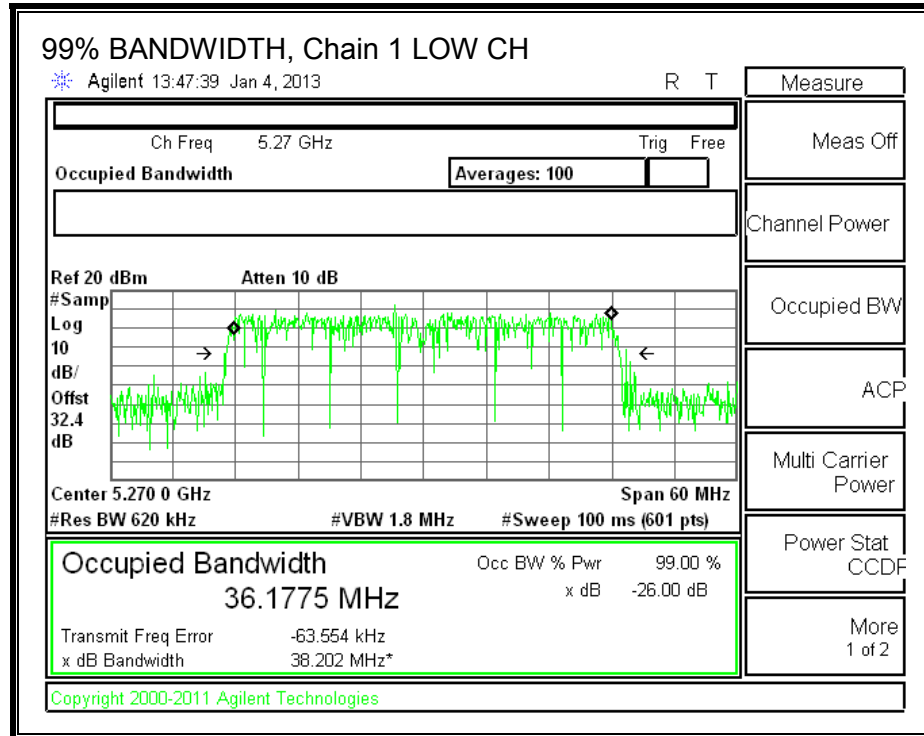 99% BANDWIDTH, Chain 1 LOW CH
Agilent 13:47:39 Jan 4, 2013 R T
Measure
Ch Freq 5.27 GHz Trig Free
Meas Off
Occupied Bandwidth Averages: 100
Channel Power
Ref 20 dBm Atten 10 dB
#Samp
Log
10
dB/
Offst
32.4
dB
Occupied BW
ACP
Multi Carrier
Power
Center 5.270 0 GHz Span 60 MHz
#Res BW 620 kHz #VBW 1.8 MHz #Sweep 100 ms (601 pts)
Power Stat
CCDF
Occupied Bandwidth Occ BW % Pwr 99.00 %
36.1775 MHz x dB -26.00 dB
Transmit Freq Error -63.554 kHz
x dB Bandwidth 38.202 MHz*
More
1 of 2
Copyright 2000-2011 Agilent Technologies